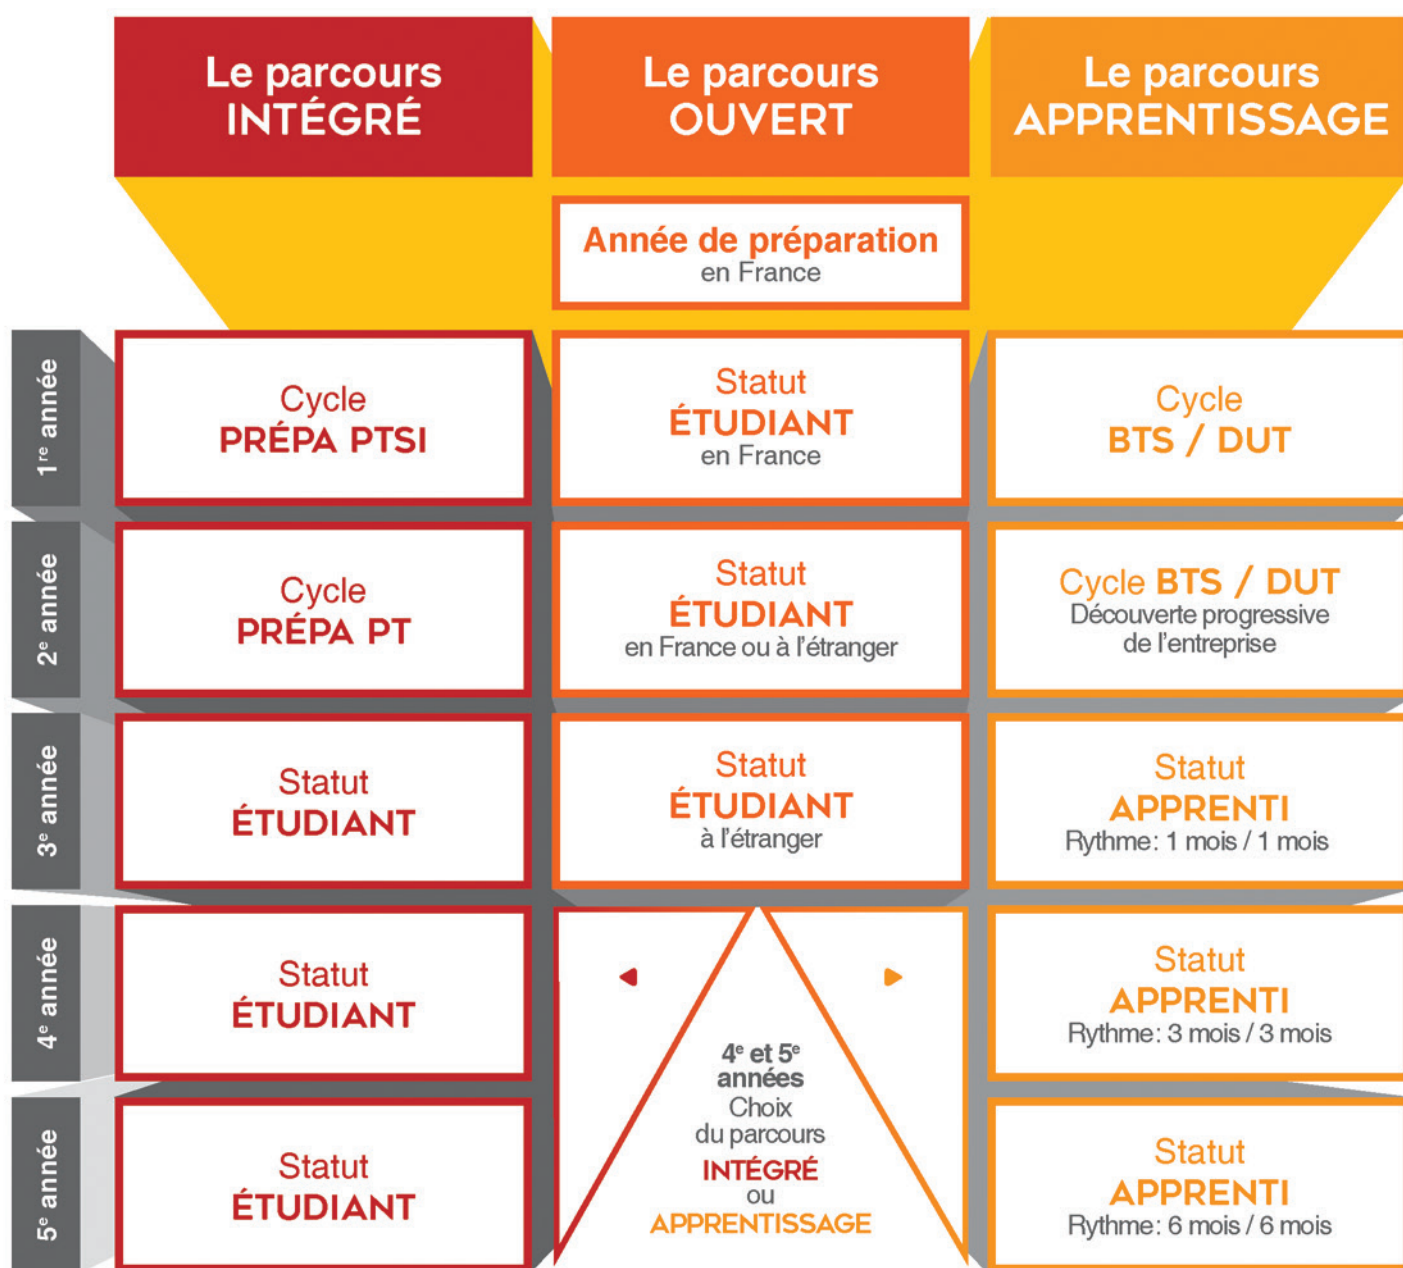 Le parcours
INTÉGRÉ
Le parcours
OUVERT
Le parcours
APPRENTISSAGE
Année de préparation
en France
1re année
Cycle
PRÉPA PTSI
Statut
ÉTUDIANT
en France
Cycle
BTS / DUT
2e année
Cycle
PRÉPA PT
Statut
ÉTUDIANT
en France ou à l'étranger
Cycle BTS / DUT
Découverte progressive
de l'entreprise
3e année
Statut
ÉTUDIANT
Statut
ÉTUDIANT
à l'étranger
Statut
APPRENTI
Rythme : 1 mois / 1 mois
4e année
Statut
ÉTUDIANT
4e et 5e
années
Choix
du parcours
INTÉGRÉ
ou
APPRENTISSAGE
Statut
APPRENTI
Rythme : 3 mois / 3 mois
5e année
Statut
ÉTUDIANT
Statut
APPRENTI
Rythme : 6 mois / 6 mois